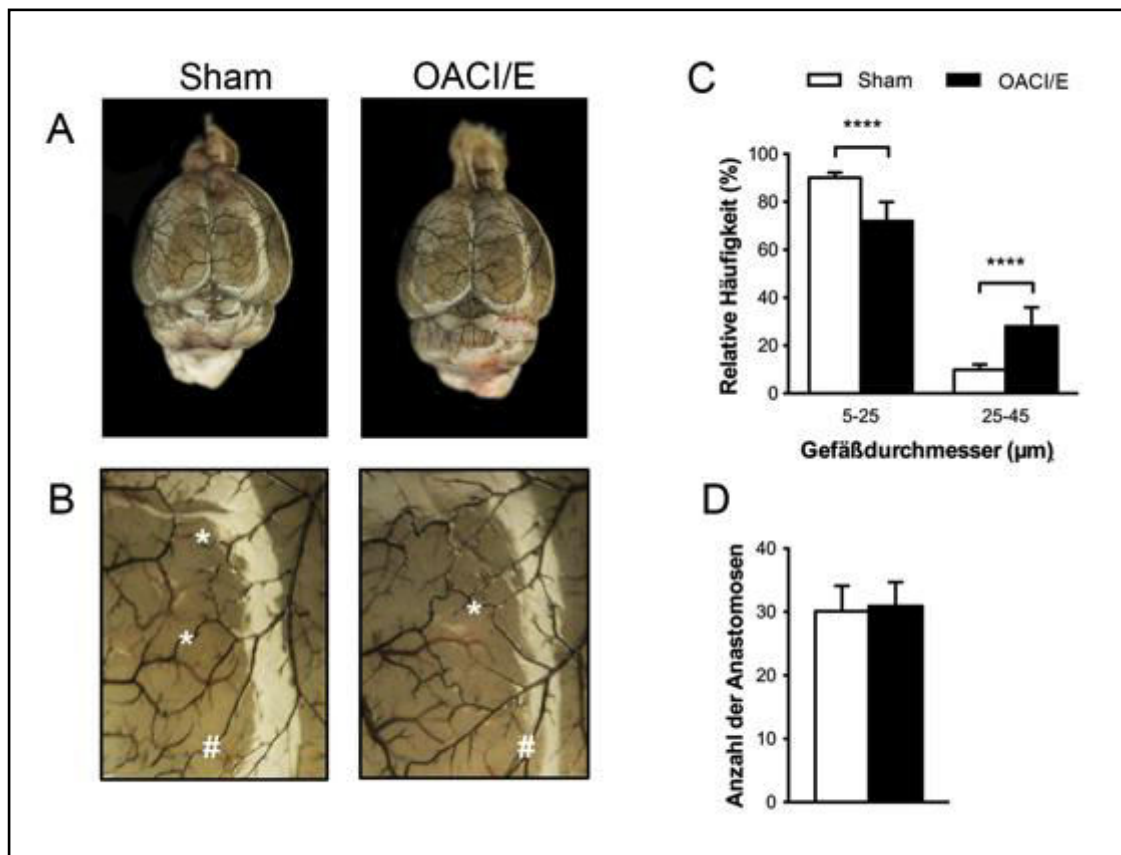 Sham OACI/E
A
B
*
*
#
*
#
C
Sham OACI/E
****
****
Relative Häufigkeit (%)
100
80
60
40
20
0
5-25 25-45
Gefäßdurchmesser (µm)
D
Anzahl der Anastomosen
40
30
20
10
0